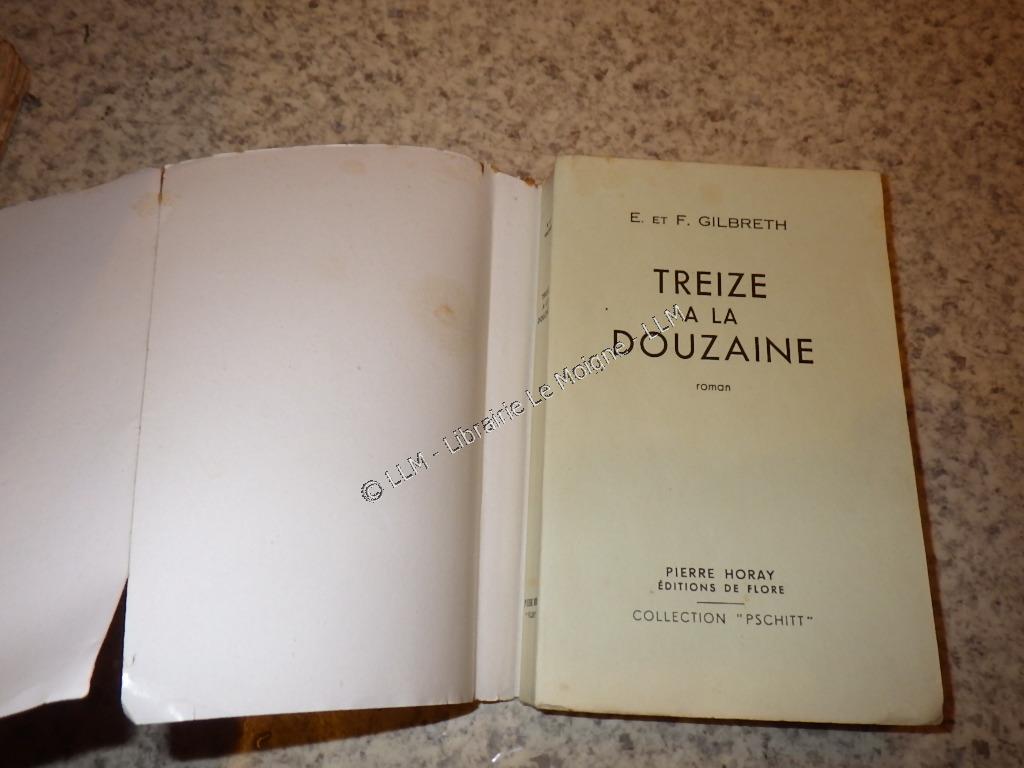 E. ET F. GILBRETH
TREIZE
A LA
DOUZAINE
roman
PIERRE HORAY
ÉDITIONS DE FLORE
COLLECTION "PSCHITT"
© LLM - Librairie Le Moigne - LLM